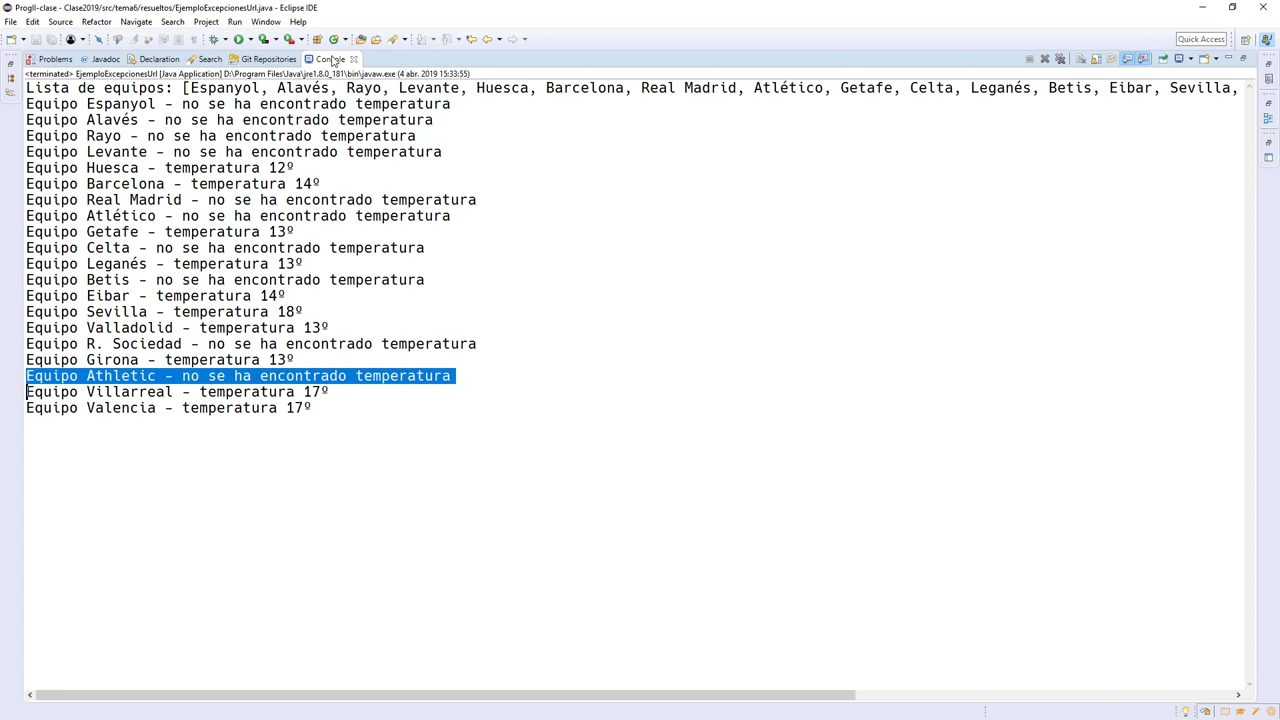 ProgII-clase - Clase2019/src/tema6/resueltos/EjemploExcepcionesUrl.java - Eclipse IDE
File Edit Source Refactor Navigate Search Project Run Window Help
Quick Access
Problems Javadoc Declaration Search Git Repositories
<terminated> EjemploExcepcionesUrl [Java Application] D:\Program Files\Java\jre1.8.0_181\bin\javaw.exe (4 abr. 2019 15:33:55)
Lista de equipos: [Espanyol, Alavés, Rayo, Levante, Huesca, Barcelona, Real Madrid, Atlético, Getafe, Celta, Leganés, Betis, Eibar, Sevilla,
Equipo Espanyol - no se ha encontrado temperatura
Equipo Alavés - no se ha encontrado temperatura
Equipo Rayo - no se ha encontrado temperatura
Equipo Levante - no se ha encontrado temperatura
Equipo Huesca - temperatura 12º
Equipo Barcelona - temperatura 14º
Equipo Real Madrid - no se ha encontrado temperatura
Equipo Atlético - no se ha encontrado temperatura
Equipo Getafe - temperatura 13º
Equipo Celta - no se ha encontrado temperatura
Equipo Leganés - temperatura 13º
Equipo Betis - no se ha encontrado temperatura
Equipo Eibar - temperatura 14º
Equipo Sevilla - temperatura 18º
Equipo Valladolid - temperatura 13º
Equipo R. Sociedad - no se ha encontrado temperatura
Equipo Girona - temperatura 13º
Equipo Athletic - no se ha encontrado temperatura
Equipo Villarreal - temperatura 17º
Equipo Valencia - temperatura 17º